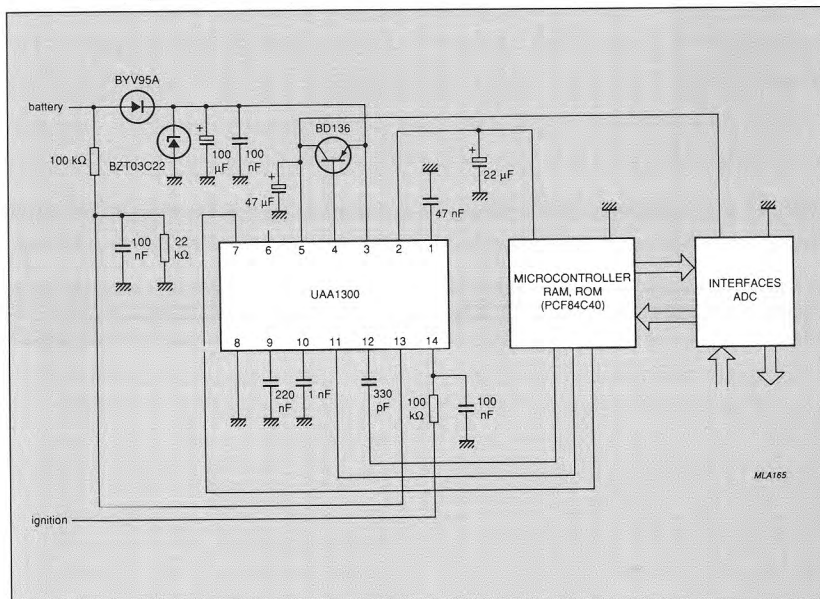 BYV95A
battery
BD136
100 kΩ
BZT03C22
100
µF
100
nF
22 µF
47 µF
47 nF
100
nF
22
kΩ
7 6 5 4 3 2 1
UAA1300
MICROCONTROLLER
RAM, ROM
(PCF84C40)
INTERFACES
ADC
8 9 10 11 12 13 14
220
nF
1 nF
330
pF
100
kΩ
100
nF
MLA165
ignition